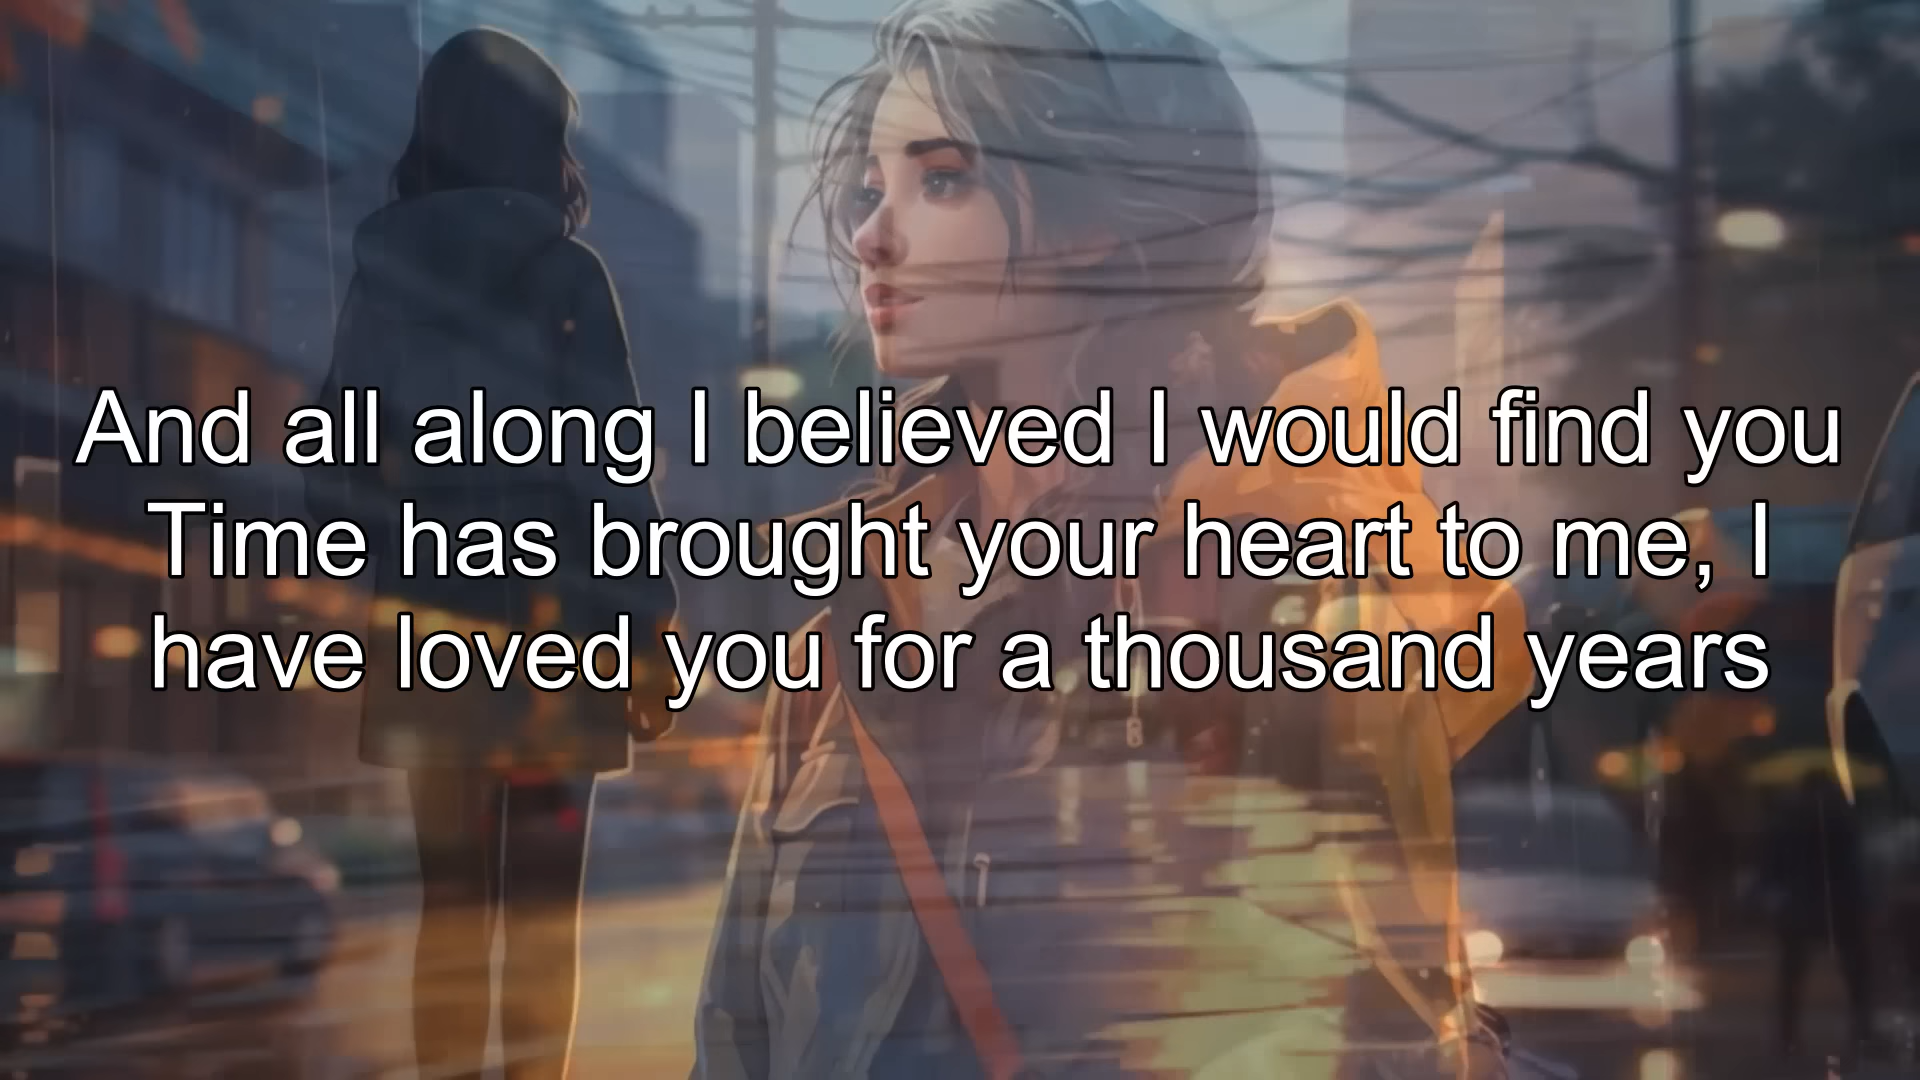 And all along I believed I would find you
Time has brought your heart to me, I
have loved you for a thousand years